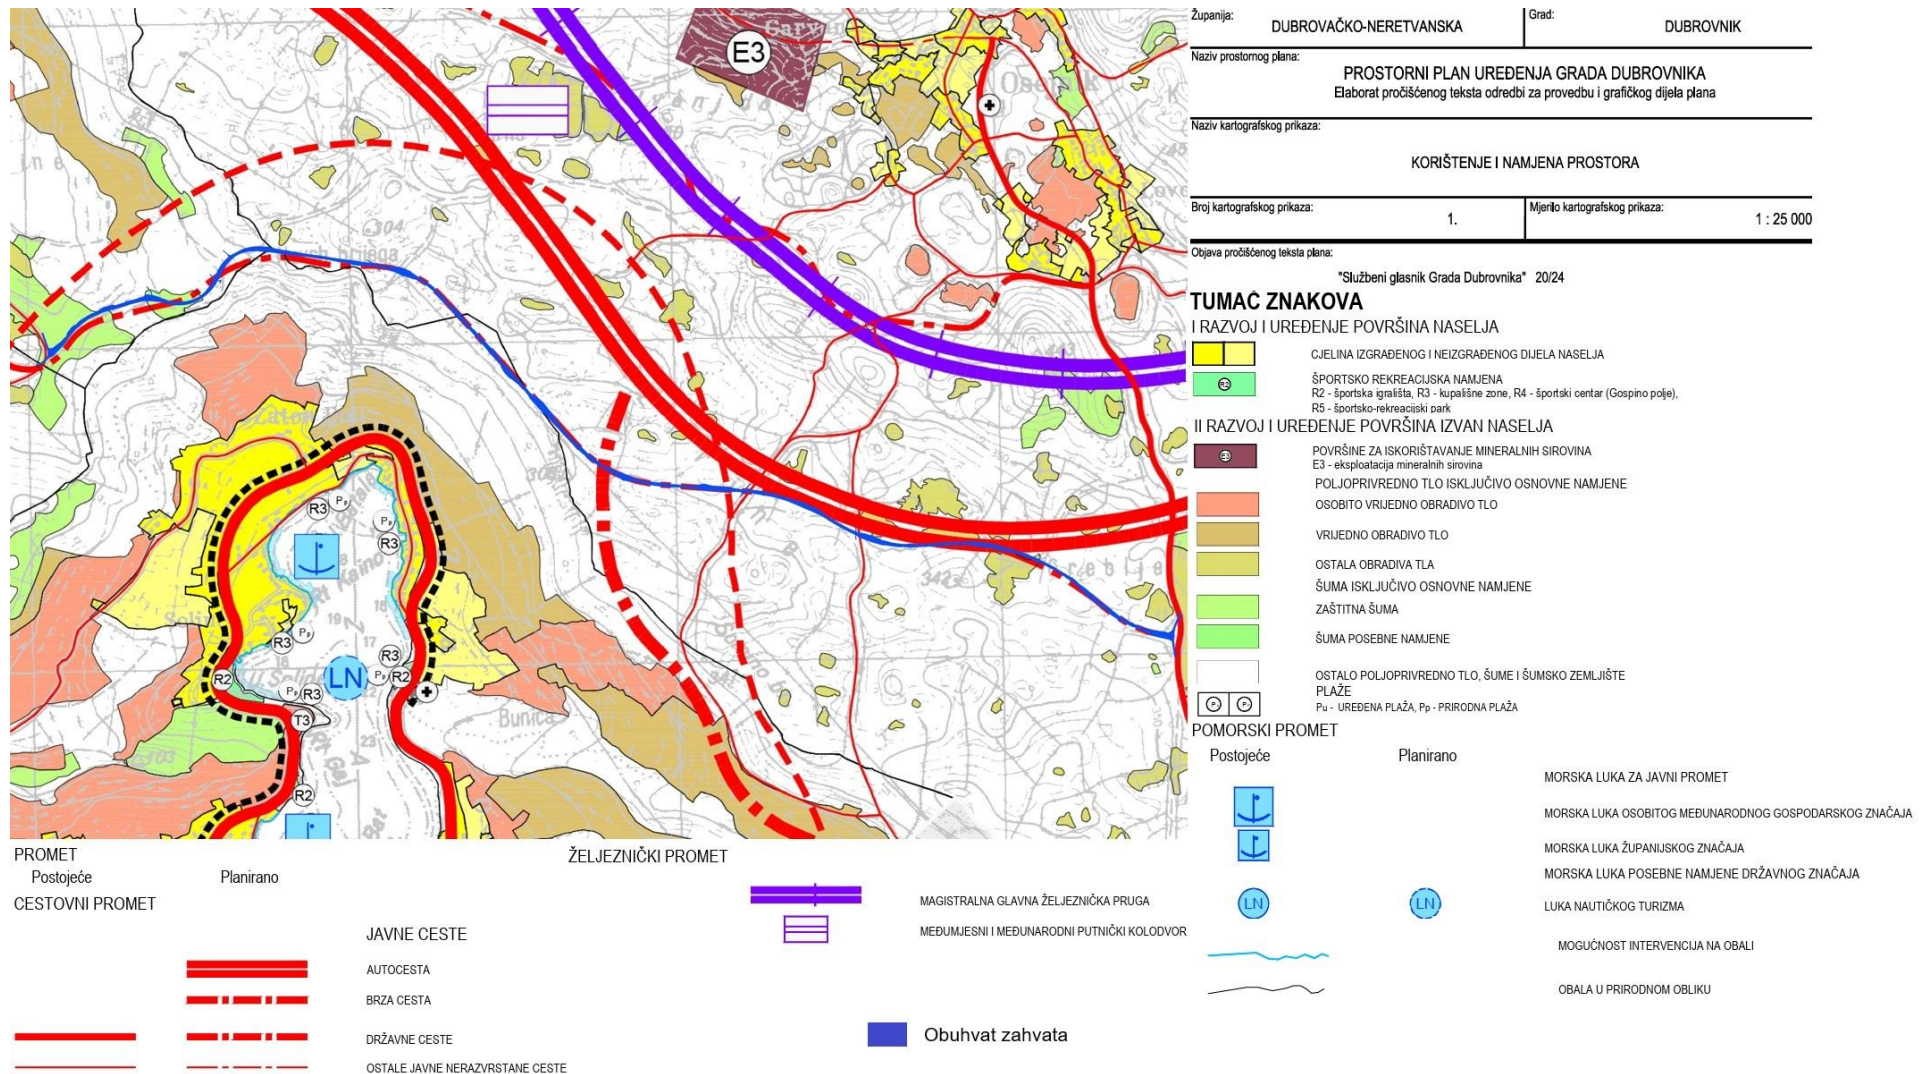 E3
R3
Pp
Pp
R3
R3
Pp
R3
R2
LN
Pp
R2
Pp
R3
T3
Bunica
R2
Županija:
DUBROVAČKO-NERETVANSKA
Grad:
DUBROVNIK
Naziv prostornog plana:
PROSTORNI PLAN UREĐENJA GRADA DUBROVNIKA
Elaborat pročišćenog teksta odredbi za provedbu i grafičkog dijela plana
Naziv kartografskog prikaza:
KORIŠTENJE I NAMJENA PROSTORA
Broj kartografskog prikaza:
1.
Mjerilo kartografskog prikaza:
1 : 25 000
Objava pročišćenog teksta plana:
"Službeni glasnik Grada Dubrovnika" 20/24
TUMAČ ZNAKOVA
I RAZVOJ I UREĐENJE POVRŠINA NASELJA
CJELINA IZGRAĐENOG I NEIZGRAĐENOG DIJELA NASELJA
R2
ŠPORTSKO REKREACIJSKA NAMJENA
R2 - športska igrališta, R3 - kupališne zone, R4 - športski centar (Gospino polje),
R5 - športsko-rekreacijski park
II RAZVOJ I UREĐENJE POVRŠINA IZVAN NASELJA
E3
POVRŠINE ZA ISKORIŠTAVANJE MINERALNIH SIROVINA
E3 - eksploatacija mineralnih sirovina
POLJOPRIVREDNO TLO ISKLJUČIVO OSNOVNE NAMJENE
OSOBITO VRIJEDNO OBRADIVO TLO
VRIJEDNO OBRADIVO TLO
OSTALA OBRADIVA TLA
ŠUMA ISKLJUČIVO OSNOVNE NAMJENE
ZAŠTITNA ŠUMA
ŠUMA POSEBNE NAMJENE
OSTALO POLJOPRIVREDNO TLO, ŠUME I ŠUMSKO ZEMLJIŠTE
PLAŽE
Pu - UREĐENA PLAŽA, Pp - PRIRODNA PLAŽA
POMORSKI PROMET
Postojeće
Planirano
MORSKA LUKA ZA JAVNI PROMET
MORSKA LUKA OSOBITOG MEĐUNARODNOG GOSPODARSKOG ZNAČAJA
MORSKA LUKA ŽUPANIJSKOG ZNAČAJA
MORSKA LUKA POSEBNE NAMJENE DRŽAVNOG ZNAČAJA
LN
LN
LUKA NAUTIČKOG TURIZMA
MOGUĆNOST INTERVENCIJA NA OBALI
OBALA U PRIRODNOM OBLIKU
PROMET
Postojeće
Planirano
CESTOVNI PROMET
JAVNE CESTE
AUTOCESTA
BRZA CESTA
DRŽAVNE CESTE
OSTALE JAVNE NERAZVRSTANE CESTE
ŽELJEZNIČKI PROMET
MAGISTRALNA GLAVNA ŽELJEZNIČKA PRUGA
MEĐUMJESNI I MEĐUNARODNI PUTNIČKI KOLODVOR
Obuhvat zahvata